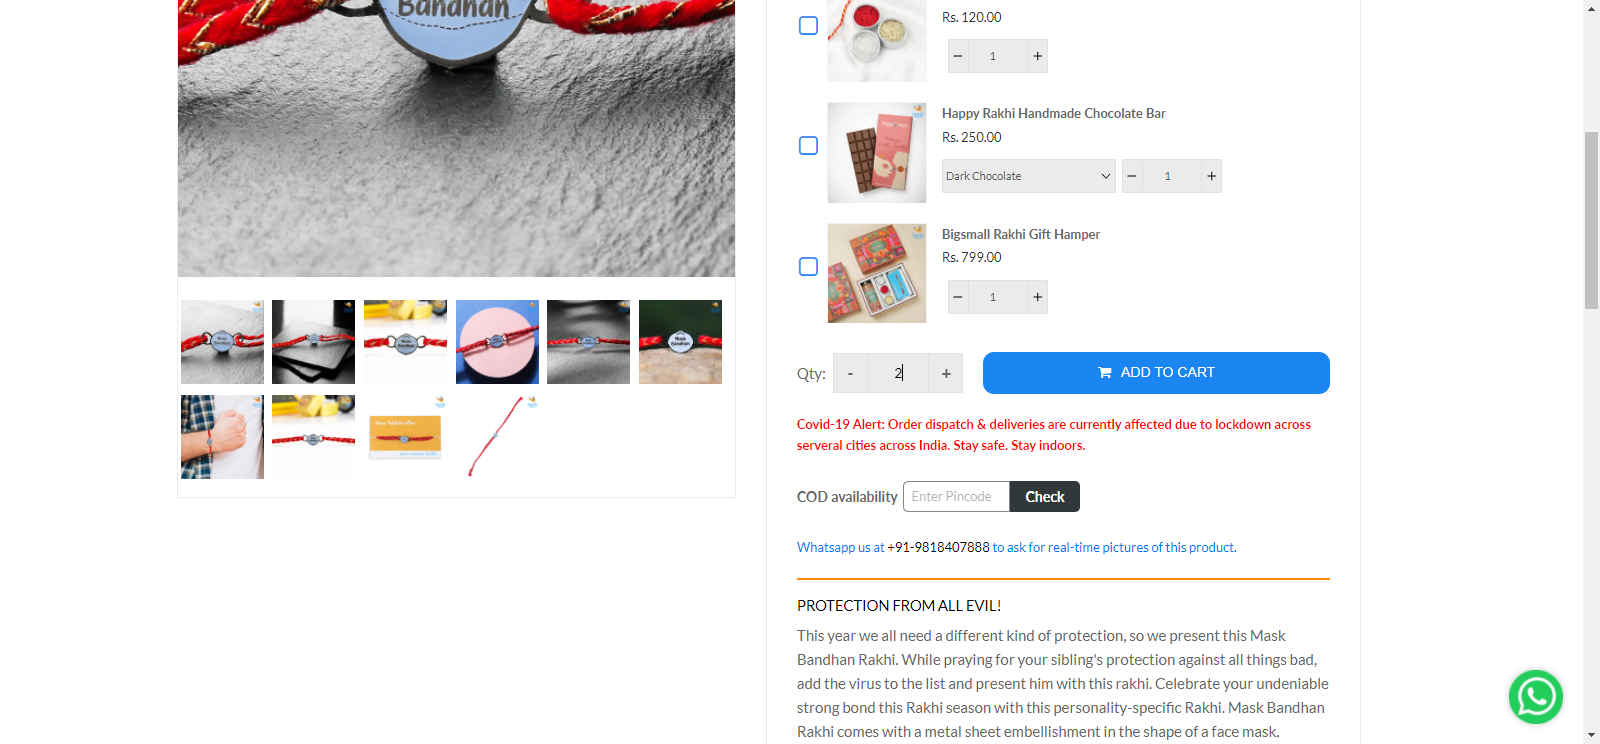 Bandhan
Rs. 120.00
− 1 +
Happy Rakhi Handmade Chocolate Bar
Rs. 250.00
Dark Chocolate − 1 +
Bigsmall Rakhi Gift Hamper
Rs. 799.00
− 1 +
Mask
Bandhan
Qty: - 2 + ADD TO CART
Covid-19 Alert: Order dispatch & deliveries are currently affected due to lockdown across
serveral cities across India. Stay safe. Stay indoors.
COD availability Enter Pincode Check
Whatsapp us at +91-9818407888 to ask for real-time pictures of this product.
PROTECTION FROM ALL EVIL!
This year we all need a different kind of protection, so we present this Mask
Bandhan Rakhi. While praying for your sibling's protection against all things bad,
add the virus to the list and present him with this rakhi. Celebrate your undeniable
strong bond this Rakhi season with this personality-specific Rakhi. Mask Bandhan
Rakhi comes with a metal sheet embellishment in the shape of a face mask.